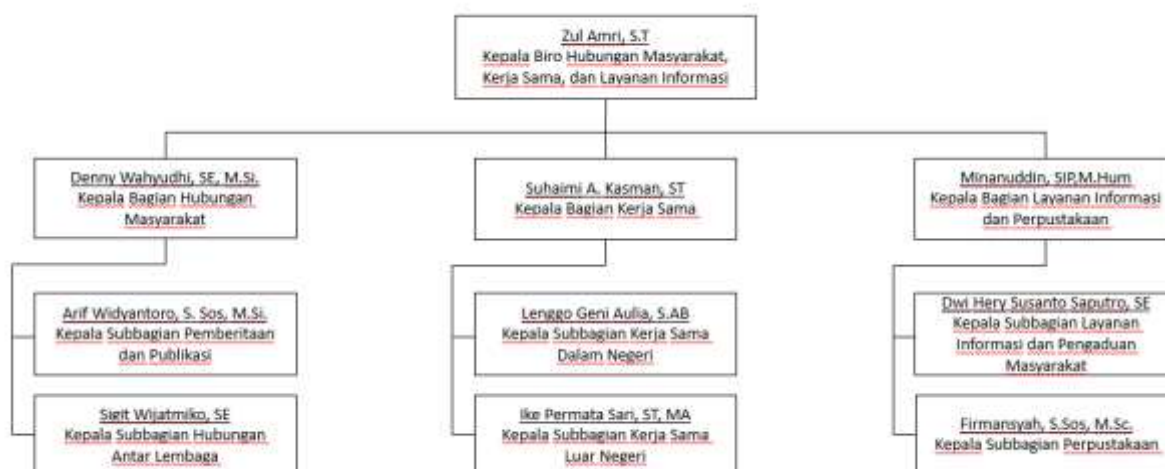 Zul Amri, S.T
Kepala Biro Hubungan Masyarakat,
Kerja Sama, dan Layanan Informasi
Denny Wahyudhi, SE, M.Si.
Kepala Bagian Hubungan
Masyarakat
Suhaimi A. Kasman, ST
Kepala Bagian Kerja Sama
Minanuddin, SIP,M.Hum
Kepala Bagian Layanan Informasi
dan Perpustakaan
Arif Widyantoro, S. Sos, M.Si.
Kepala Subbagian Pemberitaan
dan Publikasi
Lenggo Geni Aulia, S.AB
Kepala Subbagian Kerja Sama
Dalam Negeri
Dwi Hery Susanto Saputro, SE
Kepala Subbagian Layanan
Informasi dan Pengaduan
Masyarakat
Sigit Wijatmiko, SE
Kepala Subbagian Hubungan
Antar Lembaga
Ike Permata Sari, ST, MA
Kepala Subbagian Kerja Sama
Luar Negeri
Firmansyah, S.Sos, M.Sc.
Kepala Subbagian Perpustakaan